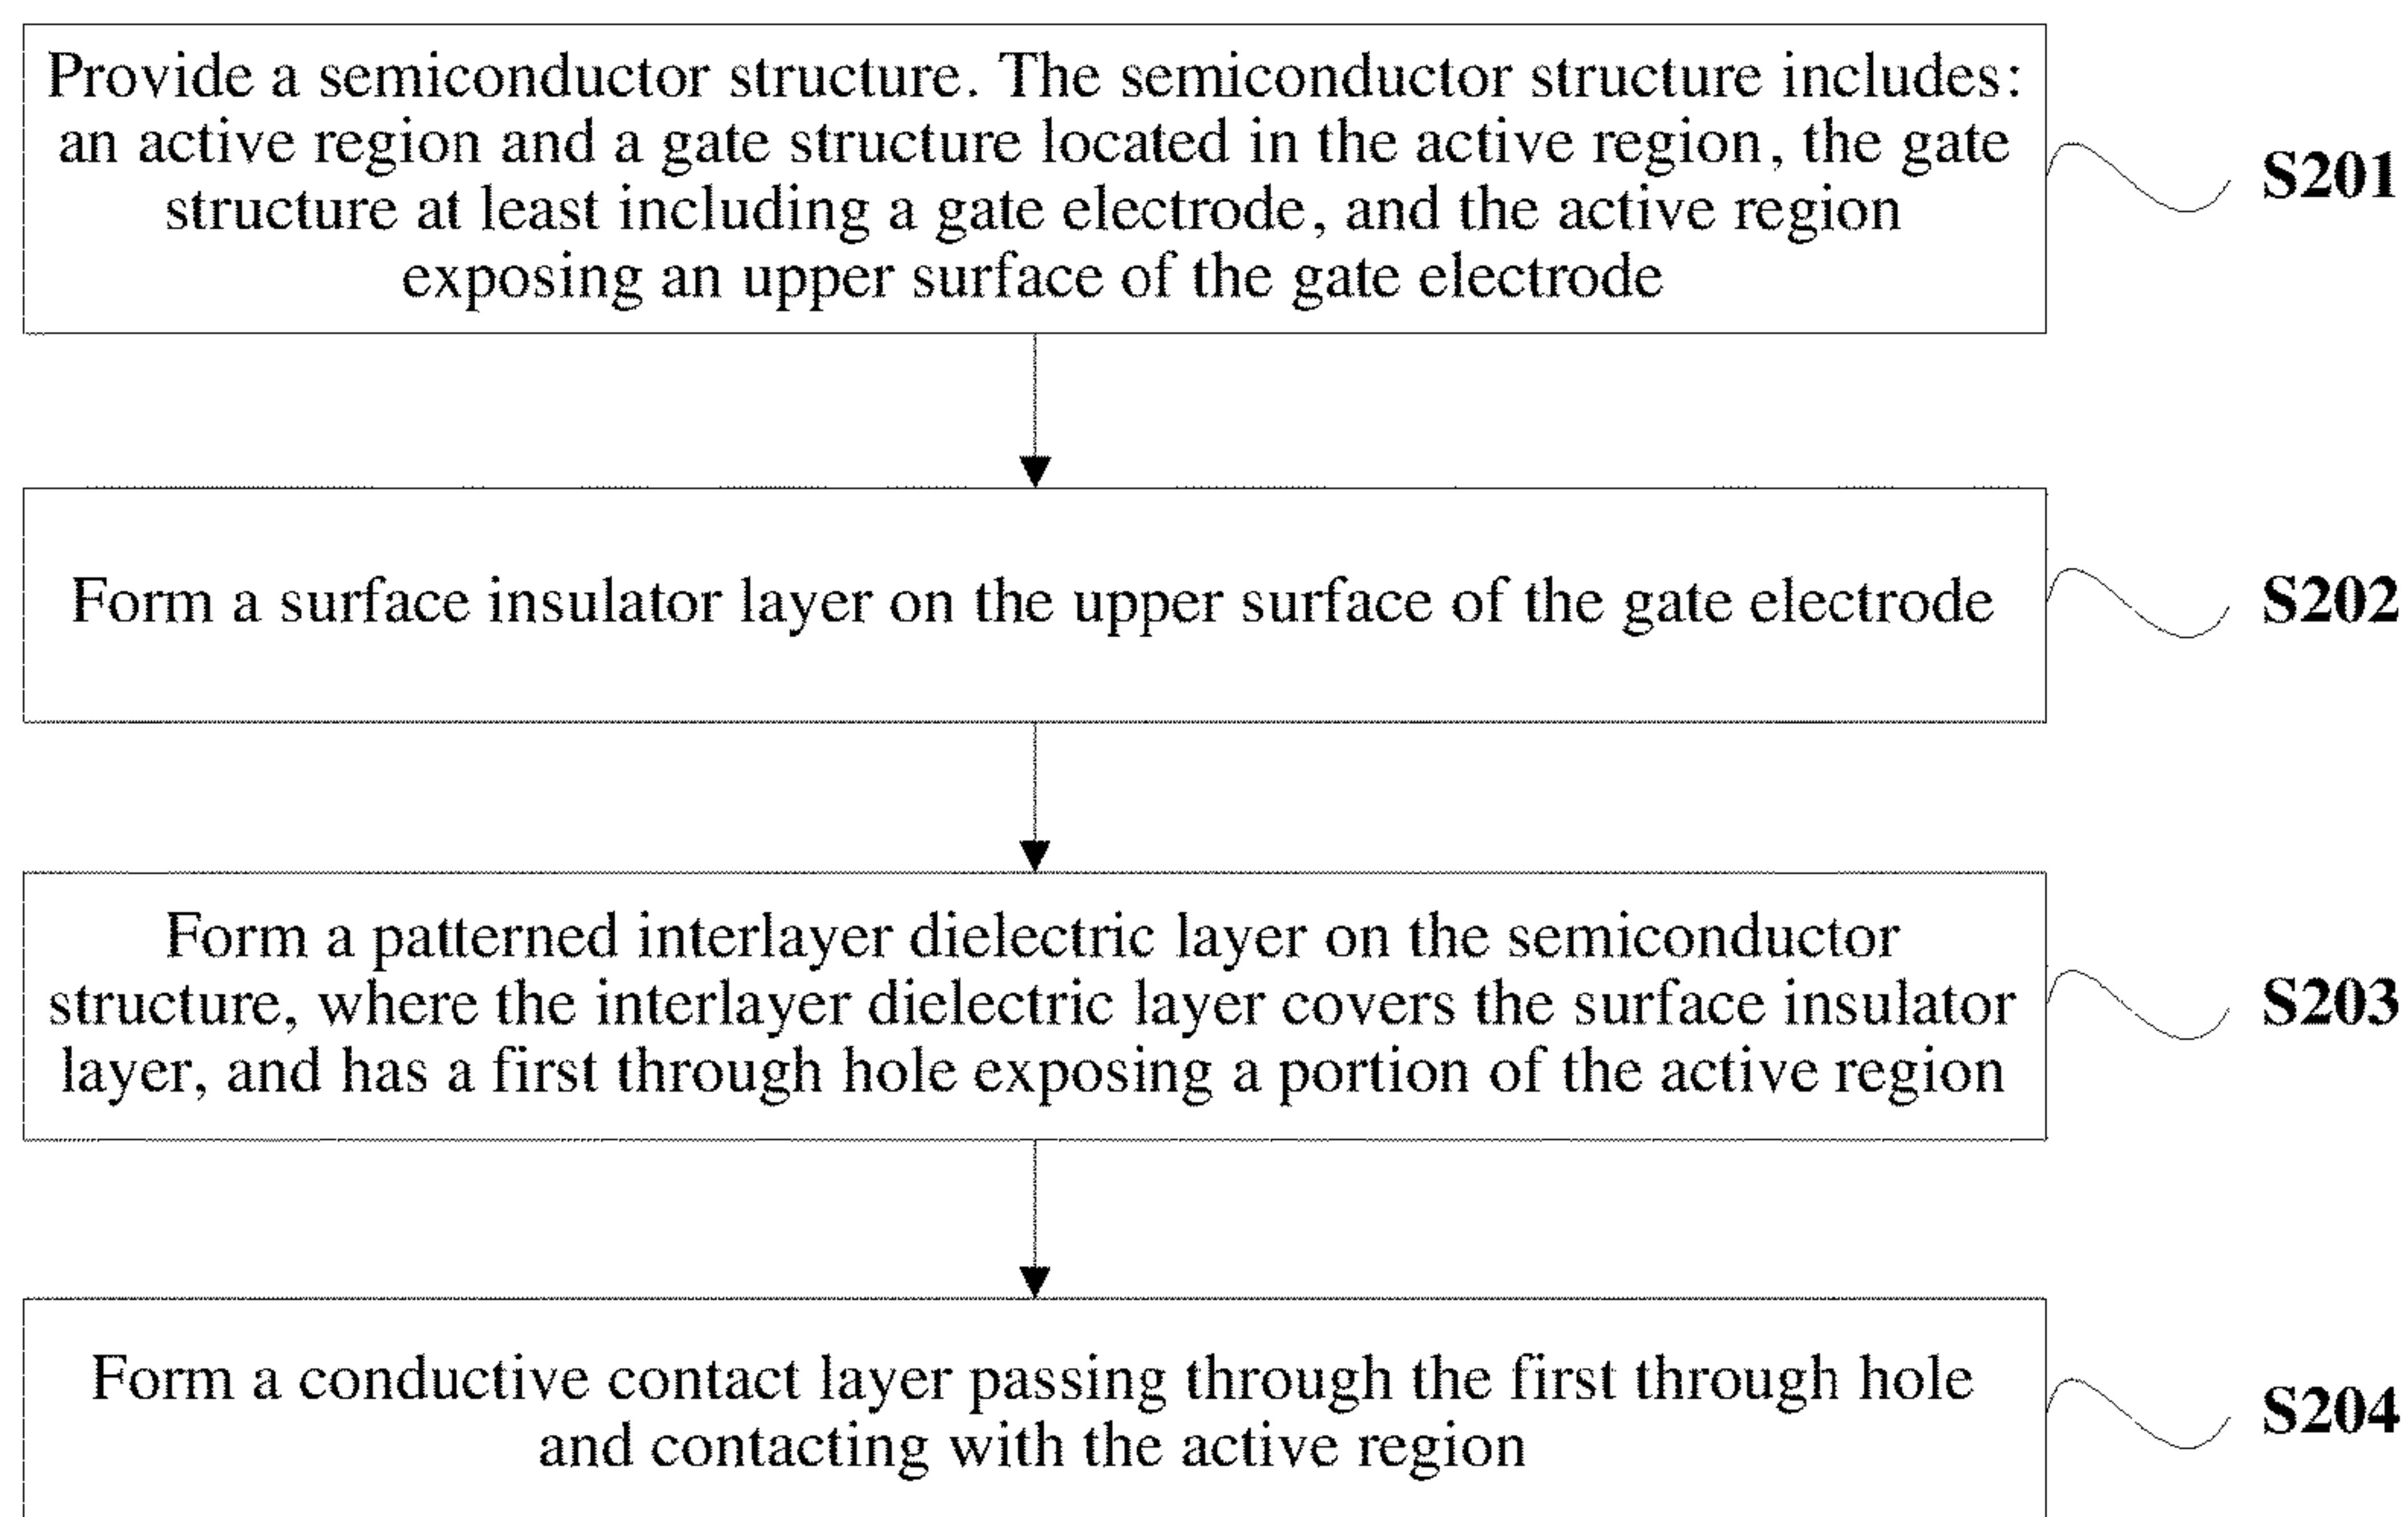 Provide a semiconductor structure. The semiconductor structure includes:
an active region and a gate structure located in the active region, the gate
structure at least including a gate electrode, and the active region
exposing an upper surface of the gate electrode
S201
Form a surface insulator layer on the upper surface of the gate electrode
S202
Form a patterned interlayer dielectric layer on the semiconductor
structure, where the interlayer dielectric layer covers the surface insulator
layer, and has a first through hole exposing a portion of the active region
S203
Form a conductive contact layer passing through the first through hole
and contacting with the active region
S204